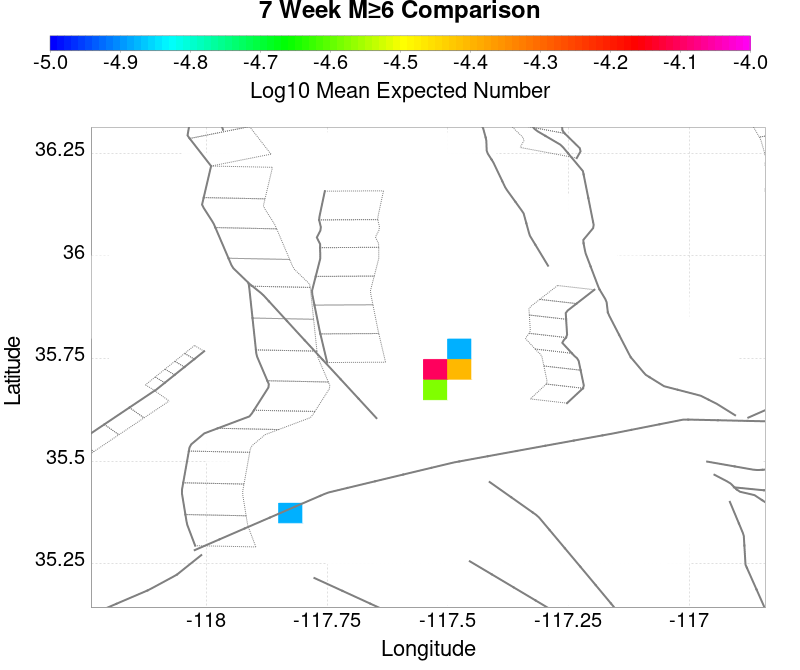 7 Week M≥6 Comparison
-5.0 -4.9 -4.8 -4.7 -4.6 -4.5 -4.4 -4.3 -4.2 -4.1 -4.0
Log10 Mean Expected Number
36.25
36
35.75
35.5
35.25
Latitude
-118 -117.75 -117.5 -117.25 -117
Longitude